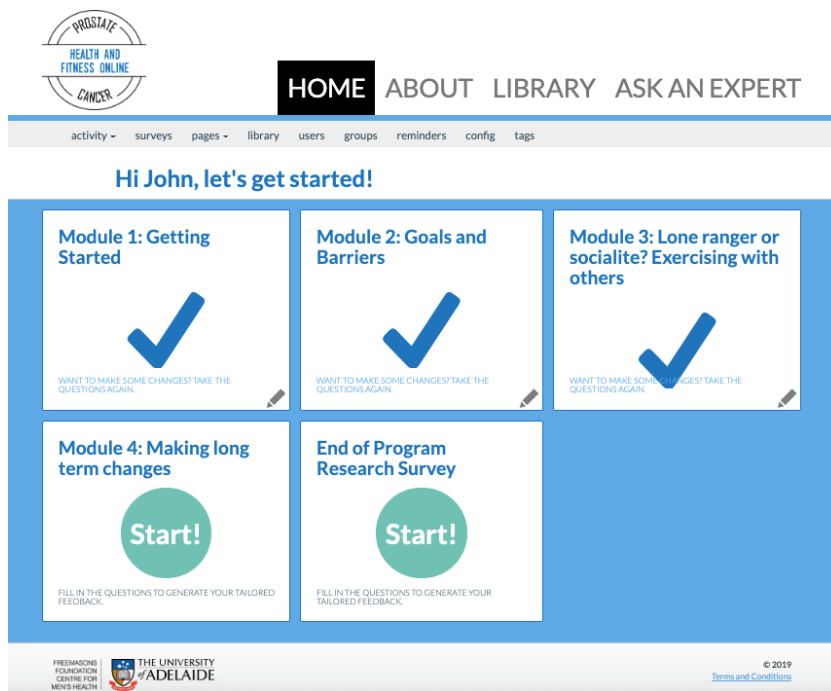 PROSTATE
HEALTH AND
FITNESS ONLINE
CANCER
HOME ABOUT LIBRARY ASK AN EXPERT
activity surveys pages library users groups reminders config tags
Hi John, let's get started!
Module 1: Getting
Started
WANT TO MAKE SOME CHANGES? TAKE THE
QUESTIONS AGAIN.
Module 2: Goals and
Barriers
WANT TO MAKE SOME CHANGES? TAKE THE
QUESTIONS AGAIN.
Module 3: Lone ranger or
socialite? Exercising with
others
WANT TO MAKE SOME CHANGES? TAKE THE
QUESTIONS AGAIN.
Module 4: Making long
term changes
Start!
FILL IN THE QUESTIONS TO GENERATE YOUR TAILORED
FEEDBACK.
End of Program
Research Survey
Start!
FILL IN THE QUESTIONS TO GENERATE YOUR
TAILORED FEEDBACK.
FREEMASONS
FOUNDATION
CENTRE FOR
MEN'S HEALTH
THE UNIVERSITY
of ADELAIDE
© 2019
Terms and Conditions